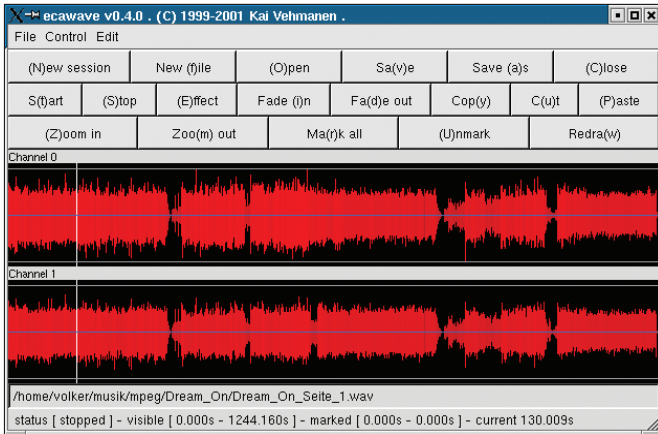 ecawave v0.4.0 . (C) 1999-2001 Kai Vehmanen .
File Control Edit
(N)ew session New (f)ile (O)pen Sa(v)e Save (a)s (C)lose
S(t)art (S)top (E)ffect Fade (i)n Fa(d)e out Cop(y) C(u)t (P)aste
(Z)oom in Zoo(m) out Ma(r)k all (U)nmark Redra(w)
Channel 0
Channel 1
/home/volker/musik/mpeg/Dream_On/Dream_On_Seite_1.wav
status [ stopped ] - visible [ 0.000s - 1244.160s ] - marked [ 0.000s - 0.000s ] - current 130.009s